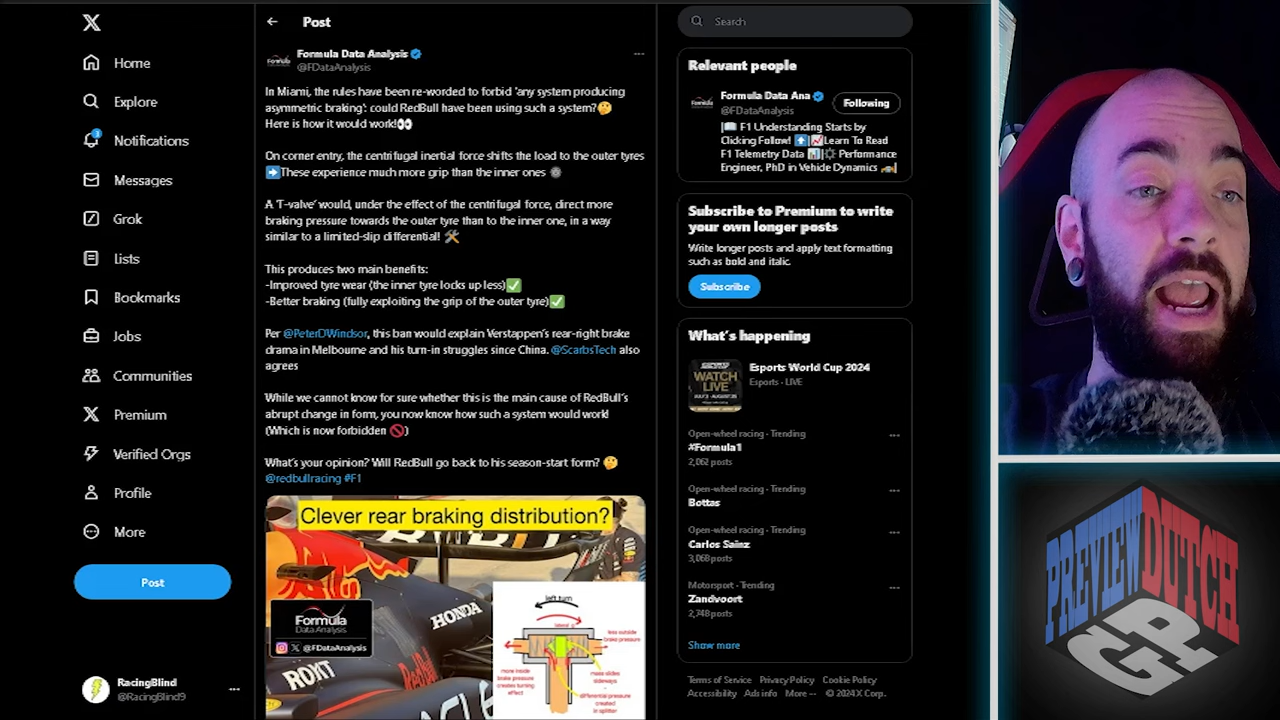 Home
Explore
3
Notifications
Messages
Grok
Lists
Bookmarks
Jobs
Communities
Premium
Verified Orgs
Profile
More
Post
RacingBlind
@RacingBlind9
Post
Formula Data Analysis
@FDataAnalysis
In Miami, the rules have been re-worded to forbid 'any system producing
asymmetric braking': could RedBull have been using such a system?🤔
Here is how it would work!👀
On corner entry, the centrifugal inertial force shifts the load to the outer tyres
➡️These experience much more grip than the inner ones
A 'T-valve' would, under the effect of the centrifugal force, direct more
braking pressure towards the outer tyre than to the inner one, in a way
similar to a limited-slip differential! 🛠️
This produces two main benefits:
-Improved tyre wear (the inner tyre locks up less)✅
-Better braking (fully exploiting the grip of the outer tyre)✅
Per @PeterDWindsor, this ban would explain Verstappen's rear-right brake
drama in Melbourne and his turn-in struggles since China. @ScarbsTech also
agrees
While we cannot know for sure whether this is the main cause of RedBull's
abrupt change in form, you now know how such a system would work!
(Which is now forbidden 🚫)
What's your opinion? Will RedBull go back to his season-start form? 🤔
@redbullracing #F1
Clever rear braking distribution?
HONDA
Formula
Data Analysis
@FDataAnalysis
ROKT
RedBull
left turn
lateral g
less outside
brake pressure
more inside
brake pressure
creates turning
effect
mass slides
sideways
differential pressure
created
in splitter
Search
Relevant people
Formula Data Ana
@FDataAnalysis
Following
|📖| F1 Understanding Starts by
Clicking Follow! ⬆️|📈Learn To Read
F1 Telemetry Data 📊|⚙️ Performance
Engineer, PhD in Vehicle Dynamics 🏎️
Subscribe to Premium to write
your own longer posts
Write longer posts and apply text formatting
such as bold and italic.
Subscribe
What's happening
WATCH
LIVE
Esports World Cup 2024
Esports · LIVE
Open-wheel racing · Trending
#Formula1
2,062 posts
Open-wheel racing · Trending
Bottas
Open-wheel racing · Trending
Carlos Sainz
3,068 posts
Motorsport · Trending
Zandvoort
2,748 posts
Show more
Terms of Service Privacy Policy Cookie Policy
Accessibility Ads info More ··· © 2024 X Corp.
PREVIEW
DUTCH
GP